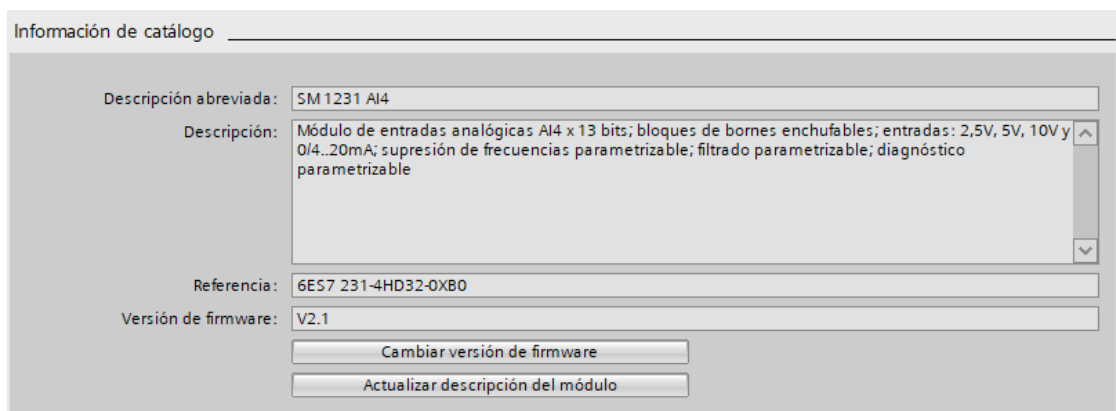 Información de catálogo
Descripción abreviada: SM 1231 AI4
Descripción: Módulo de entradas analógicas AI4 x 13 bits; bloques de bornes enchufables; entradas: 2,5V, 5V, 10V y
0/4..20mA; supresión de frecuencias parametrizable; filtrado parametrizable; diagnóstico
parametrizable
Referencia: 6ES7 231-4HD32-0XB0
Versión de firmware: V2.1
Cambiar versión de firmware
Actualizar descripción del módulo